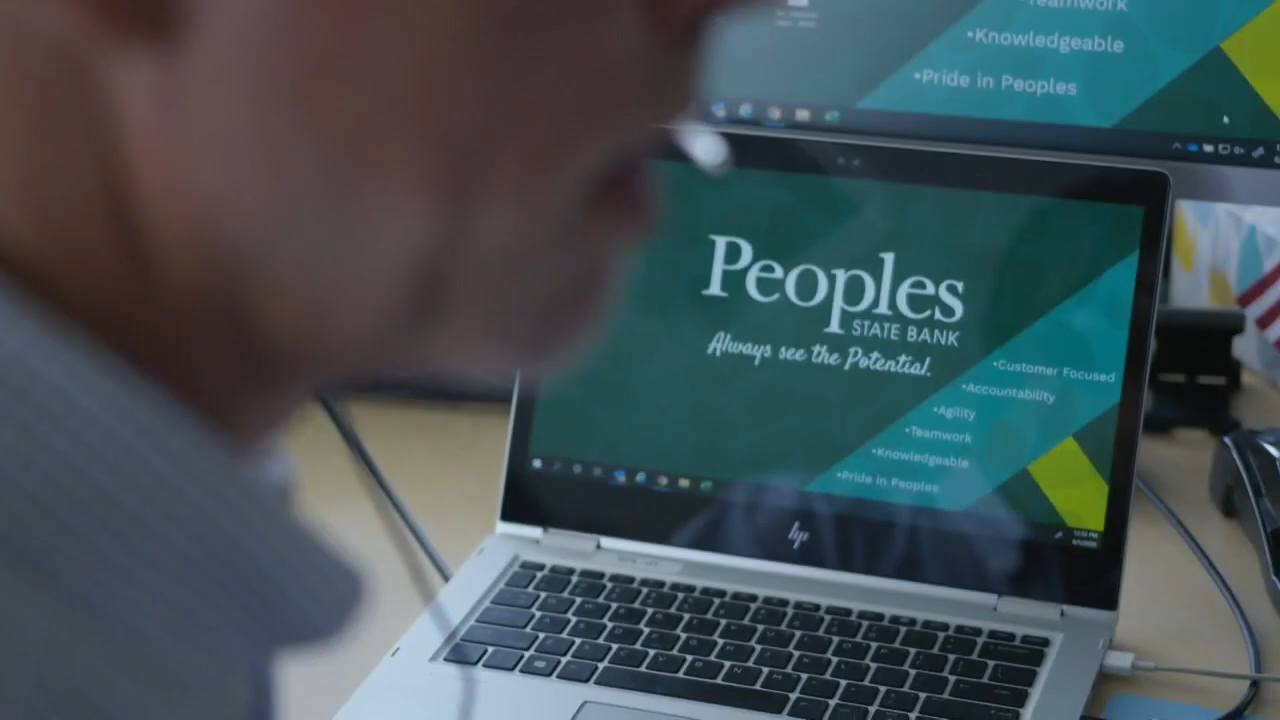 •Teamwork
•Knowledgeable
•Pride in Peoples
Peoples
STATE BANK
Always see the Potential.
•Customer Focused
•Accountability
•Agility
•Teamwork
•Knowledgeable
•Pride in Peoples
hp